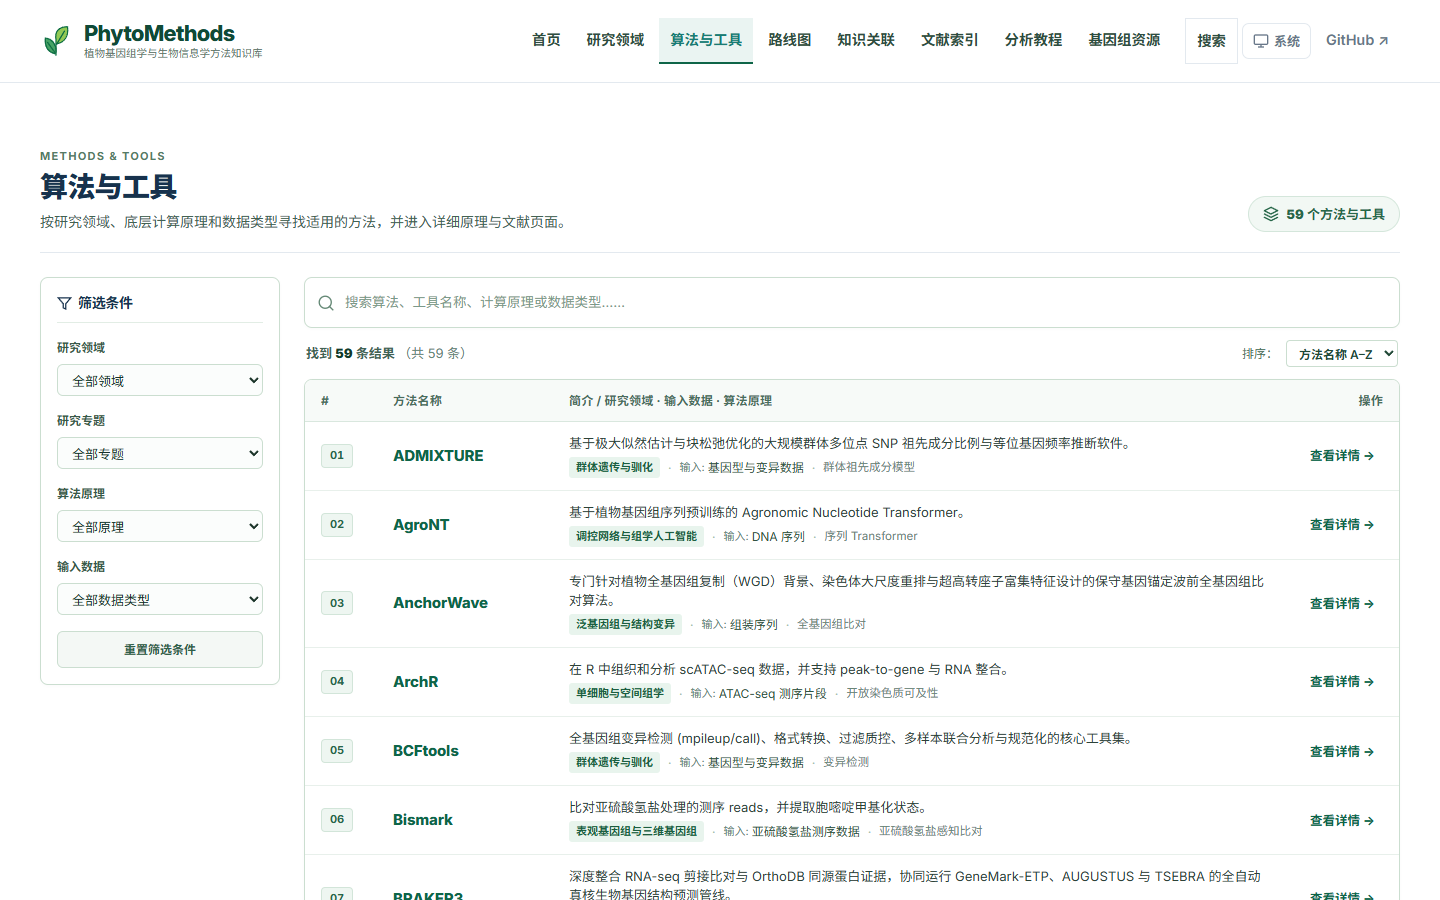 PhytoMethods
植物基因组学与生物信息学方法知识库
首页 研究领域 算法与工具 路线图 知识关联 文献索引 分析教程 基因组资源 搜索 系统 GitHub ↗
METHODS & TOOLS
算法与工具
按研究领域、底层计算原理和数据类型寻找适用的方法，并进入详细原理与文献页面。
59 个方法与工具
筛选条件
研究领域
全部领域
研究专题
全部专题
算法原理
全部原理
输入数据
全部数据类型
重置筛选条件
搜索算法、工具名称、计算原理或数据类型……
找到 59 条结果 （共 59 条）
排序： 方法名称 A–Z
# 方法名称 简介 / 研究领域 · 输入数据 · 算法原理 操作
01 ADMIXTURE
基于极大似然估计与块松弛优化的大规模群体多位点 SNP 祖先成分比例与等位基因频率推断软件。
群体遗传与驯化 · 输入: 基因型与变异数据 · 群体祖先成分模型
查看详情 →
02 AgroNT
基于植物基因组序列预训练的 Agronomic Nucleotide Transformer。
调控网络与组学人工智能 · 输入: DNA 序列 · 序列 Transformer
查看详情 →
03 AnchorWave
专门针对植物全基因组复制（WGD）背景、染色体大尺度重排与超高转座子富集特征设计的保守基因锚定波前全基因组比
对算法。
泛基因组与结构变异 · 输入: 组装序列 · 全基因组比对
查看详情 →
04 ArchR
在 R 中组织和分析 scATAC-seq 数据，并支持 peak-to-gene 与 RNA 整合。
单细胞与空间组学 · 输入: ATAC-seq 测序片段 · 开放染色质可及性
查看详情 →
05 BCFtools
全基因组变异检测 (mpileup/call)、格式转换、过滤质控、多样本联合分析与规范化的核心工具集。
群体遗传与驯化 · 输入: 基因型与变异数据 · 变异检测
查看详情 →
06 Bismark
比对亚硫酸氢盐处理的测序 reads，并提取胞嘧啶甲基化状态。
表观基因组与三维基因组 · 输入: 亚硫酸氢盐测序数据 · 亚硫酸氢盐感知比对
查看详情 →
07 BRAKER3
深度整合 RNA-seq 剪接比对与 OrthoDB 同源蛋白证据，协同运行 GeneMark-ETP、AUGUSTUS 与 TSEBRA 的全自动
真核生物基因结构预测管线。
查看详情 →